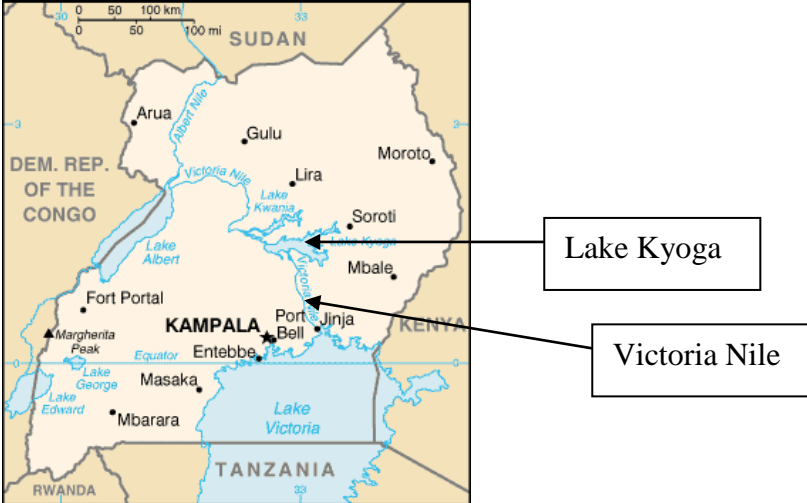 0 50 100 km
0 50 100 mi
33
SUDAN
Arua
Albert Nile
3
3
Gulu
Moroto
DEM. REP.
OF THE
CONGO
Victoria Nile
Lira
Lake
Kwania
Soroti
Lake Kyoga
Lake Kyoga
Lake
Albert
Mbale
Victoria Nile
Fort Portal
KAMPALA
Port
Bell
Jinja
KENYA
Victoria Nile
Margherita
Peak
Entebbe
Equator
0
0
Lake
George
Masaka
Lake
Edward
Mbarara
Lake
Victoria
TANZANIA
RWANDA
33